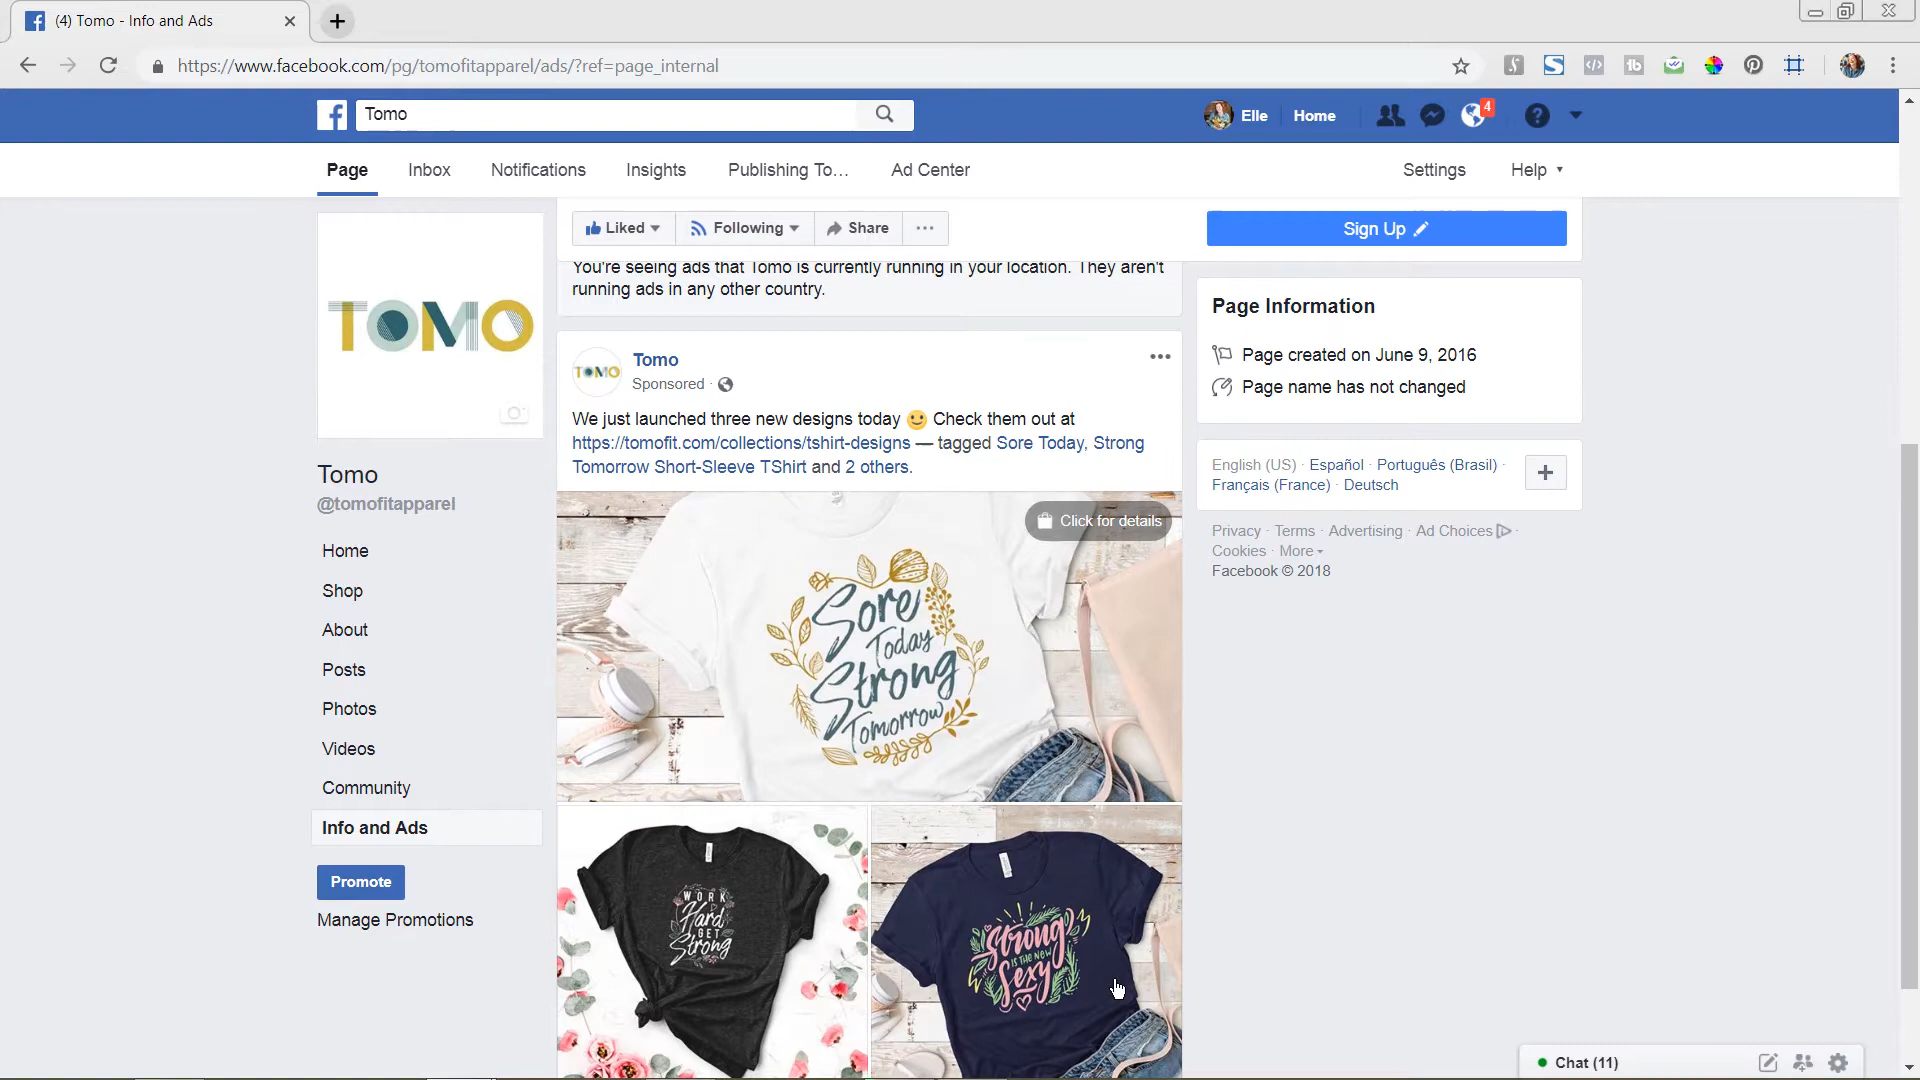 (4) Tomo - Info and Ads
https://www.facebook.com/pg/tomofitapparel/ads/?ref=page_internal
Tomo
Elle
Home
4
Page
Inbox
Notifications
Insights
Publishing To...
Ad Center
Settings
Help
Liked
Following
Share
Sign Up
You're seeing ads that Tomo is currently running in your location. They aren't
running ads in any other country.
TOMO
Tomo
@tomofitapparel
Home
Shop
About
Posts
Photos
Videos
Community
Info and Ads
Promote
Manage Promotions
TOMO
Tomo
Sponsored
We just launched three new designs today 🙂 Check them out at
https://tomofit.com/collections/tshirt-designs — tagged Sore Today, Strong
Tomorrow Short-Sleeve TShirt and 2 others.
Click for details
Sore
Today
Strong
Tomorrow
WORK
Hard
GET
Strong
Strong
IS THE NEW
Sexy
Page Information
Page created on June 9, 2016
Page name has not changed
English (US) · Español · Português (Brasil) ·
Français (France) · Deutsch
Privacy · Terms · Advertising · Ad Choices ·
Cookies · More
Facebook © 2018
Chat (11)